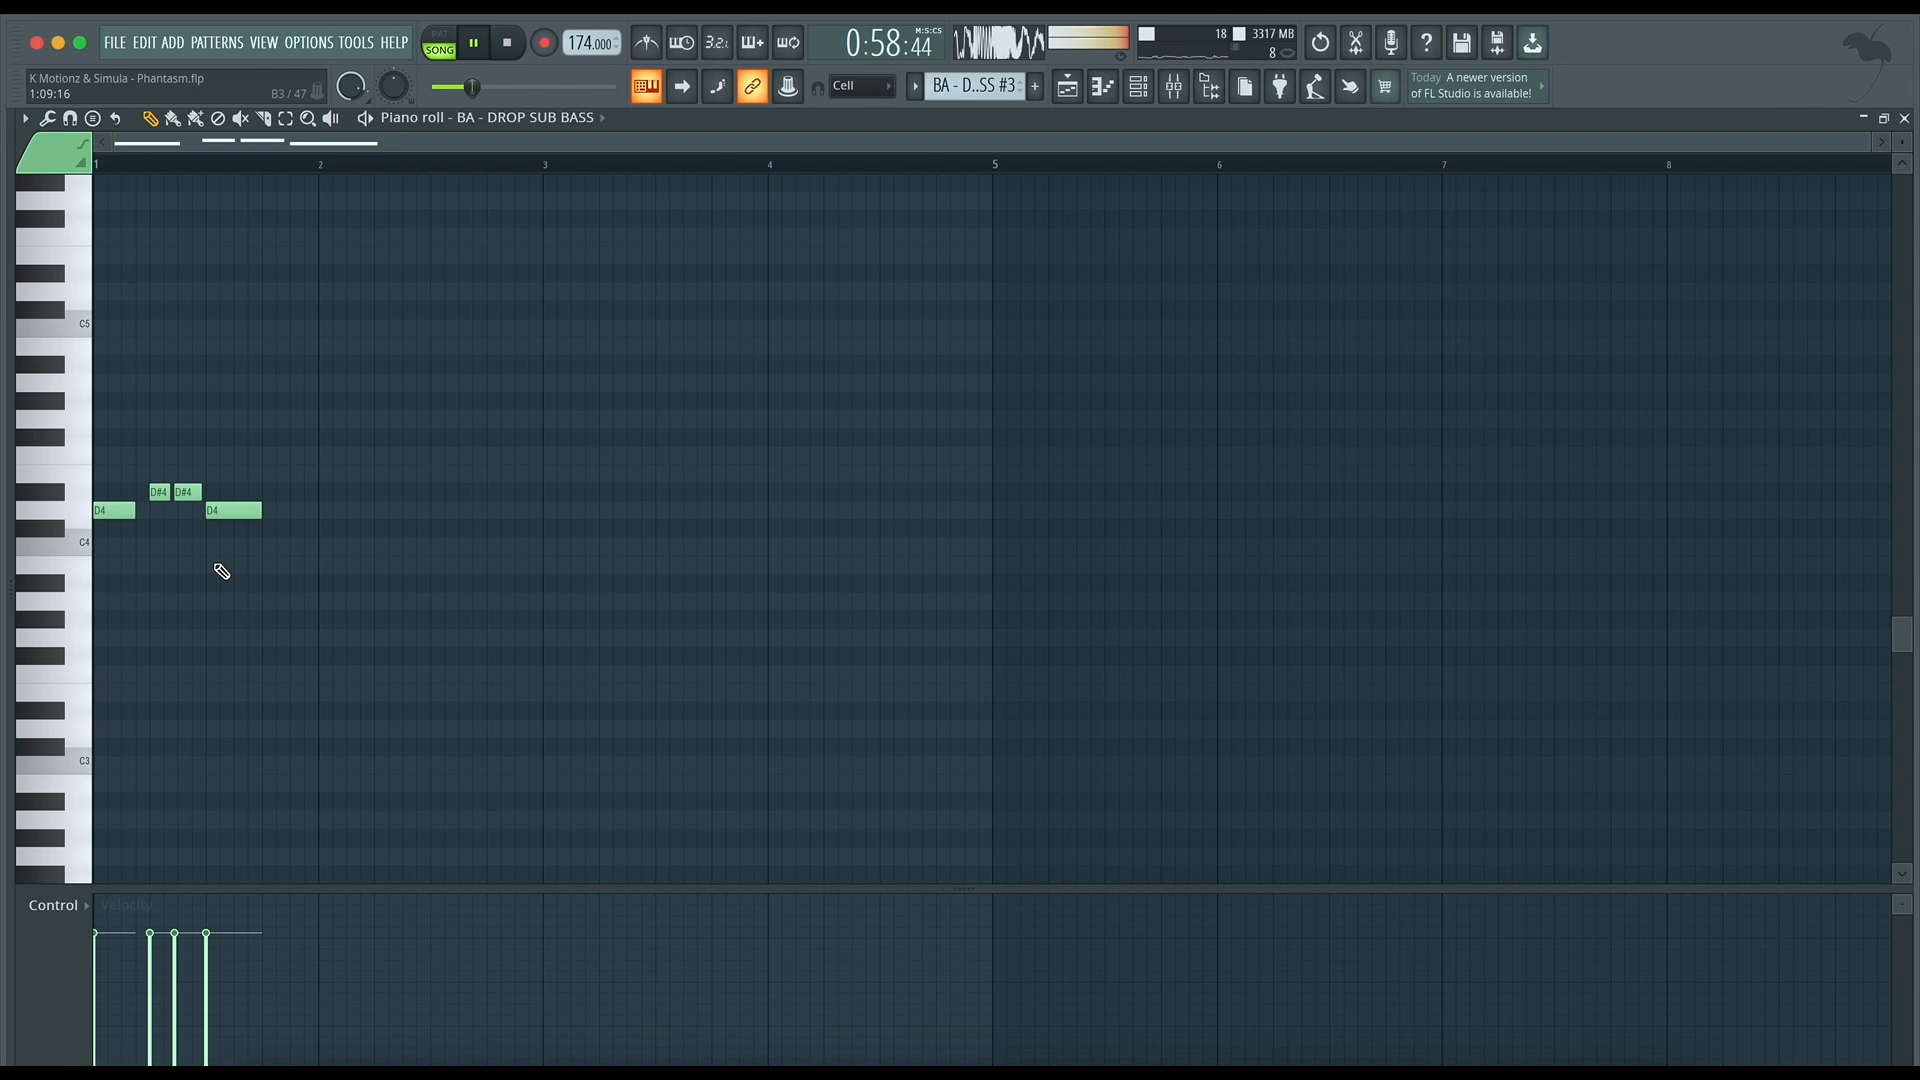 FILE EDIT ADD PATTERNS VIEW OPTIONS TOOLS HELP
PAT
SONG
174.000
3.2.
0:58:44
M:S:CS
18
3317 MB
8
K Motionz & Simula - Phantasm.flp
1:09:16
B3 / 47
Cell
BA - D..SS #3
Today A newer version
of FL Studio is available!
Piano roll - BA - DROP SUB BASS
1 2 3 4 5 6 7 8
C5
D#4 D#4
D4 D4
C4
C3
Control
Velocity